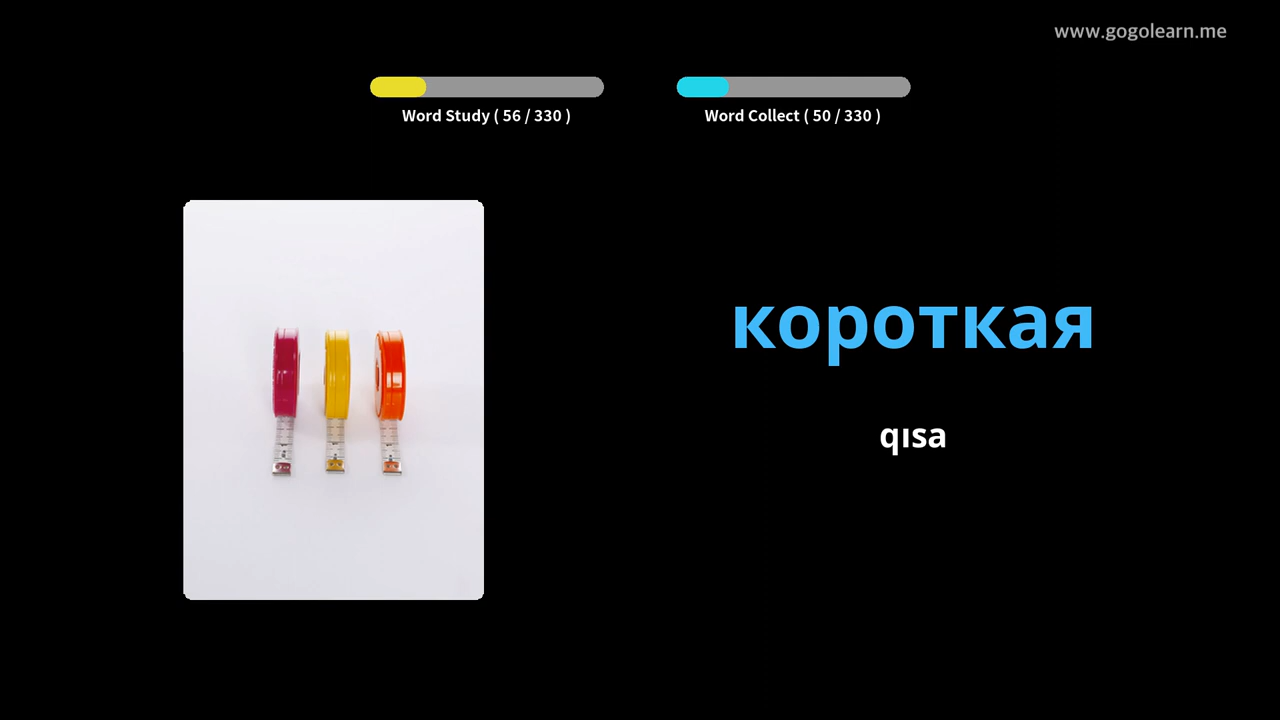 www.gogolearn.me
Word Study ( 56 / 330 )
Word Collect ( 50 / 330 )
короткая
qısa